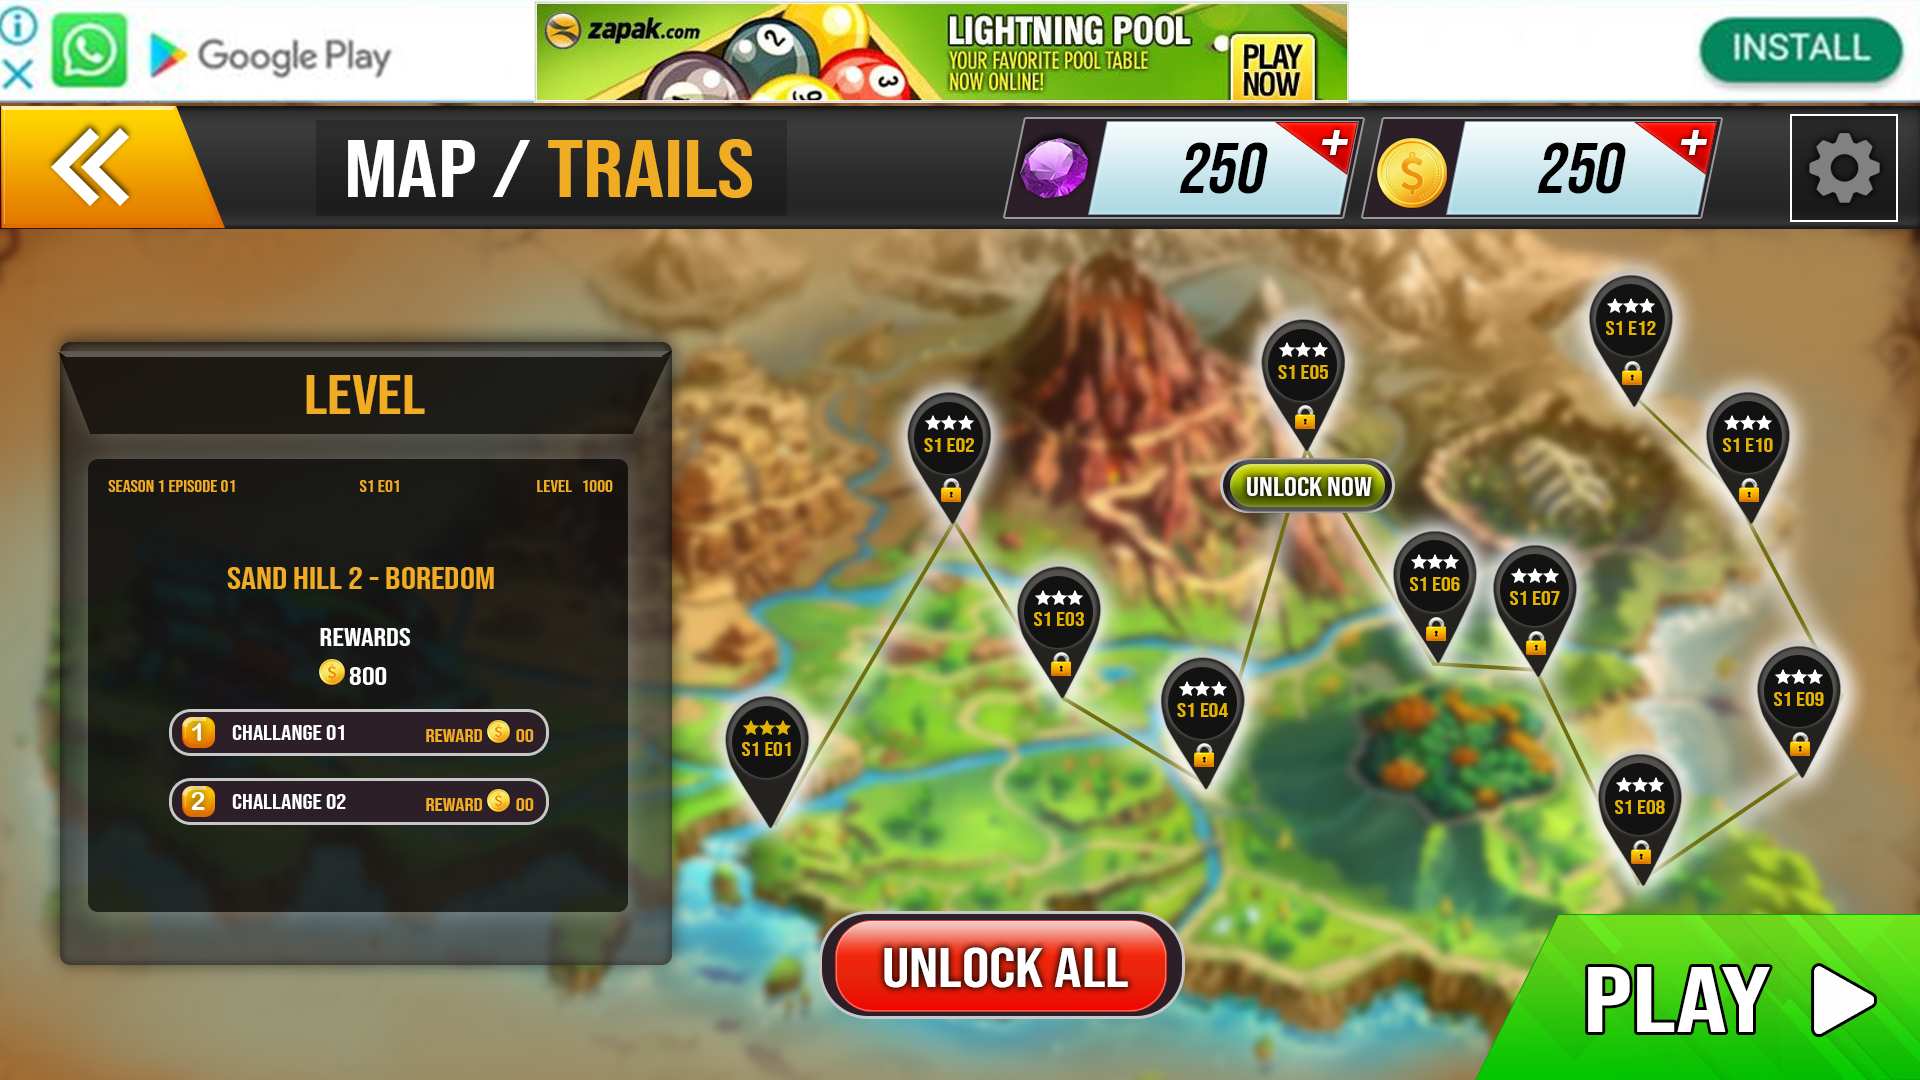 Google Play
zapak.com
LIGHTNING POOL
YOUR FAVORITE POOL TABLE
NOW ONLINE!
PLAY
NOW
INSTALL
MAP / TRAILS
250
250
LEVEL
SEASON 1 EPISODE 01 S1 E01 LEVEL 1000
SAND HILL 2 - BOREDOM
REWARDS
800
1 CHALLANGE 01 REWARD 00
2 CHALLANGE 02 REWARD 00
S1 E01
S1 E02
S1 E03
S1 E04
S1 E05
UNLOCK NOW
S1 E06
S1 E07
S1 E08
S1 E09
S1 E10
S1 E12
UNLOCK ALL
PLAY